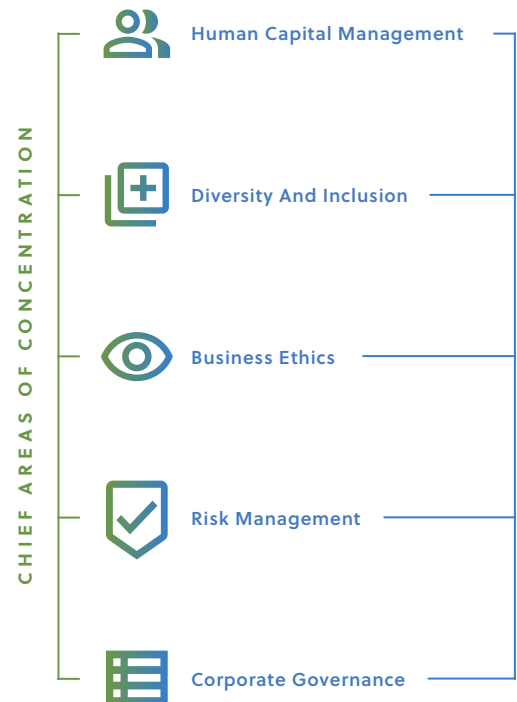 CHIEF AREAS OF CONCENTRATION
Human Capital Management
Diversity And Inclusion
Business Ethics
Risk Management
Corporate Governance